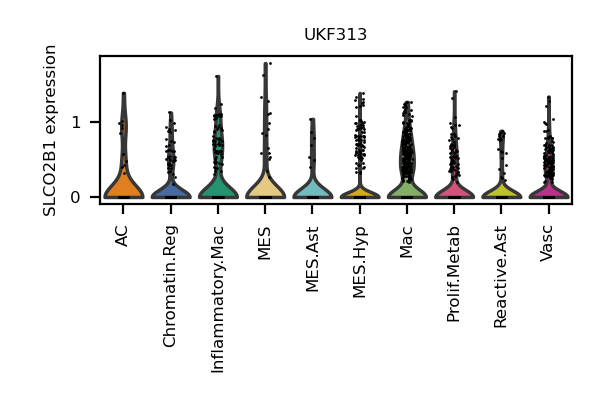 UKF313
SLCO2B1 expression
1
0
AC
Chromatin.Reg
Inflammatory.Mac
MES
MES.Ast
MES.Hyp
Mac
Prolif.Metab
Reactive.Ast
Vasc